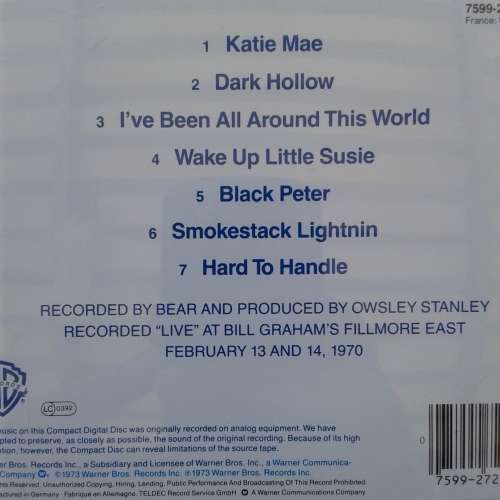 7599-2
France:
1 Katie Mae
2 Dark Hollow
3 I've Been All Around This World
4 Wake Up Little Susie
5 Black Peter
6 Smokestack Lightnin
7 Hard To Handle
RECORDED BY BEAR AND PRODUCED BY OWSLEY STANLEY
RECORDED "LIVE" AT BILL GRAHAM'S FILLMORE EAST
FEBRUARY 13 AND 14, 1970
LC 0392
music on this Compact Digital Disc was originally recorded on analog equipment. We have
pted to preserve, as closely as possible, the sound of the original recording. Because of its high
tion, however, the Compact Disc can reveal limitations of the source tape.
Bros. Records Inc., a Subsidiary and Licensee of Warner Bros. Inc., a Warner Communica-
Company ©1973 Warner Bros. Records Inc. ℗1973 Warner Bros. Records Inc.
hts Reserved. Unauthorized Copying, Hiring, Lending, Public Performance and Broadcasting of This Record Prohibited
ufactured in Germany · Fabriqué en Allemagne. TELDEC Record Service GmbH A Warner Communications Company
0
7599-272